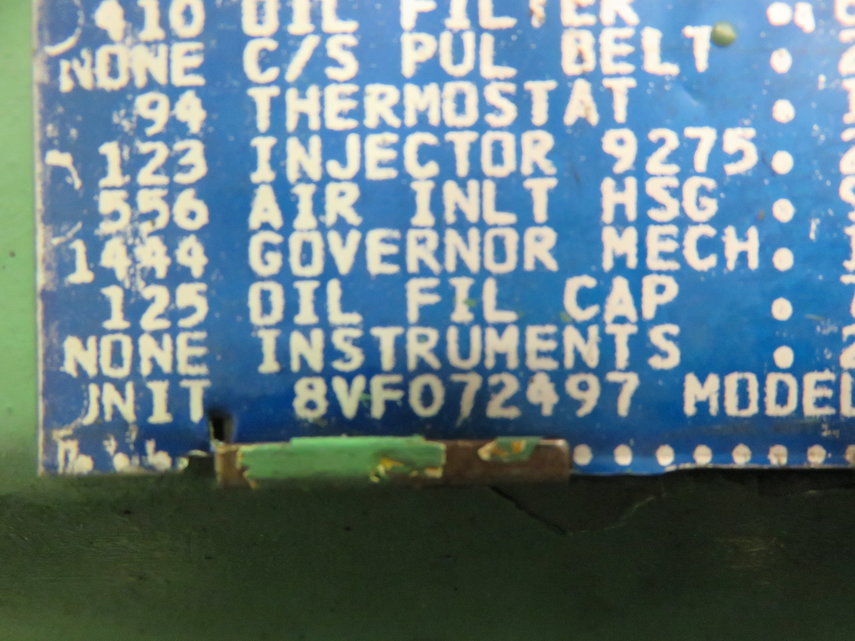 410 OIL FILTER
NONE C/S PUL BELT
94 THERMOSTAT
123 INJECTOR 9275
556 AIR INLT HSG
1444 GOVERNOR MECH
125 OIL FIL CAP
NONE INSTRUMENTS
UNIT 8VF072497 MODEL